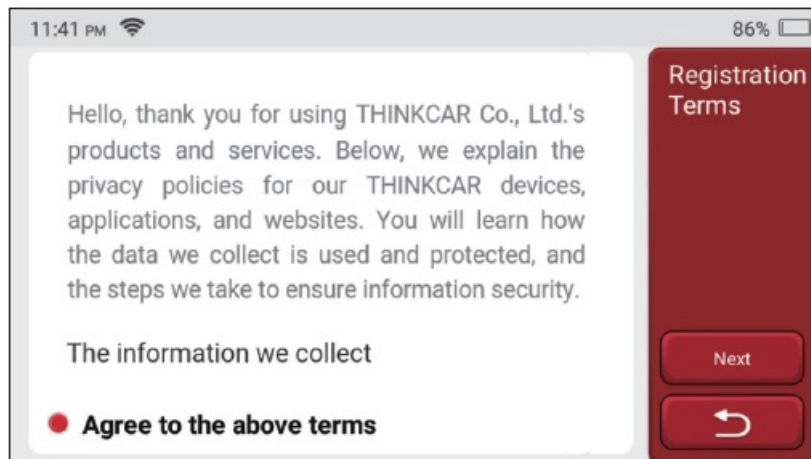 11:41 PM
86%
Registration
Terms
Hello, thank you for using THINKCAR Co., Ltd.'s
products and services. Below, we explain the
privacy policies for our THINKCAR devices,
applications, and websites. You will learn how
the data we collect is used and protected, and
the steps we take to ensure information security.
The information we collect
Agree to the above terms
Next